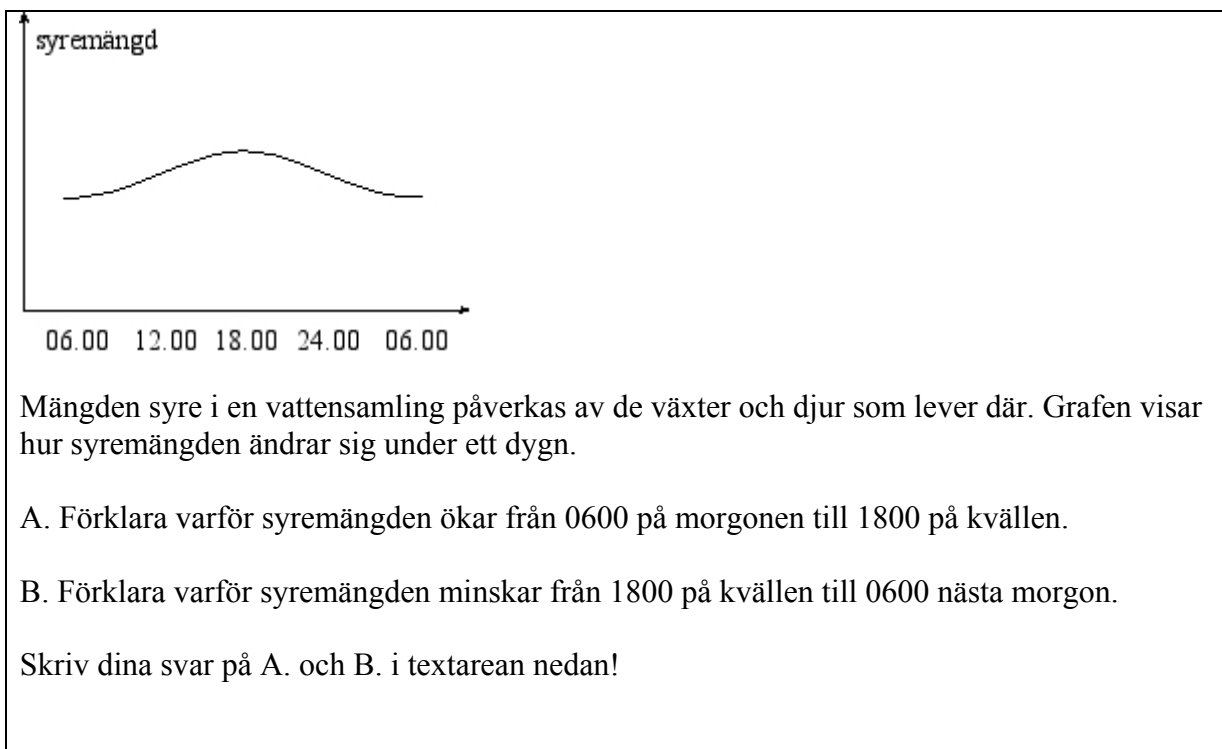 syremängd
06.00 12.00 18.00 24.00 06.00
Mängden syre i en vattensamling påverkas av de växter och djur som lever där. Grafen visar
hur syremängden ändrar sig under ett dygn.
A. Förklara varför syremängden ökar från 0600 på morgonen till 1800 på kvällen.
B. Förklara varför syremängden minskar från 1800 på kvällen till 0600 nästa morgon.
Skriv dina svar på A. och B. i textarean nedan!